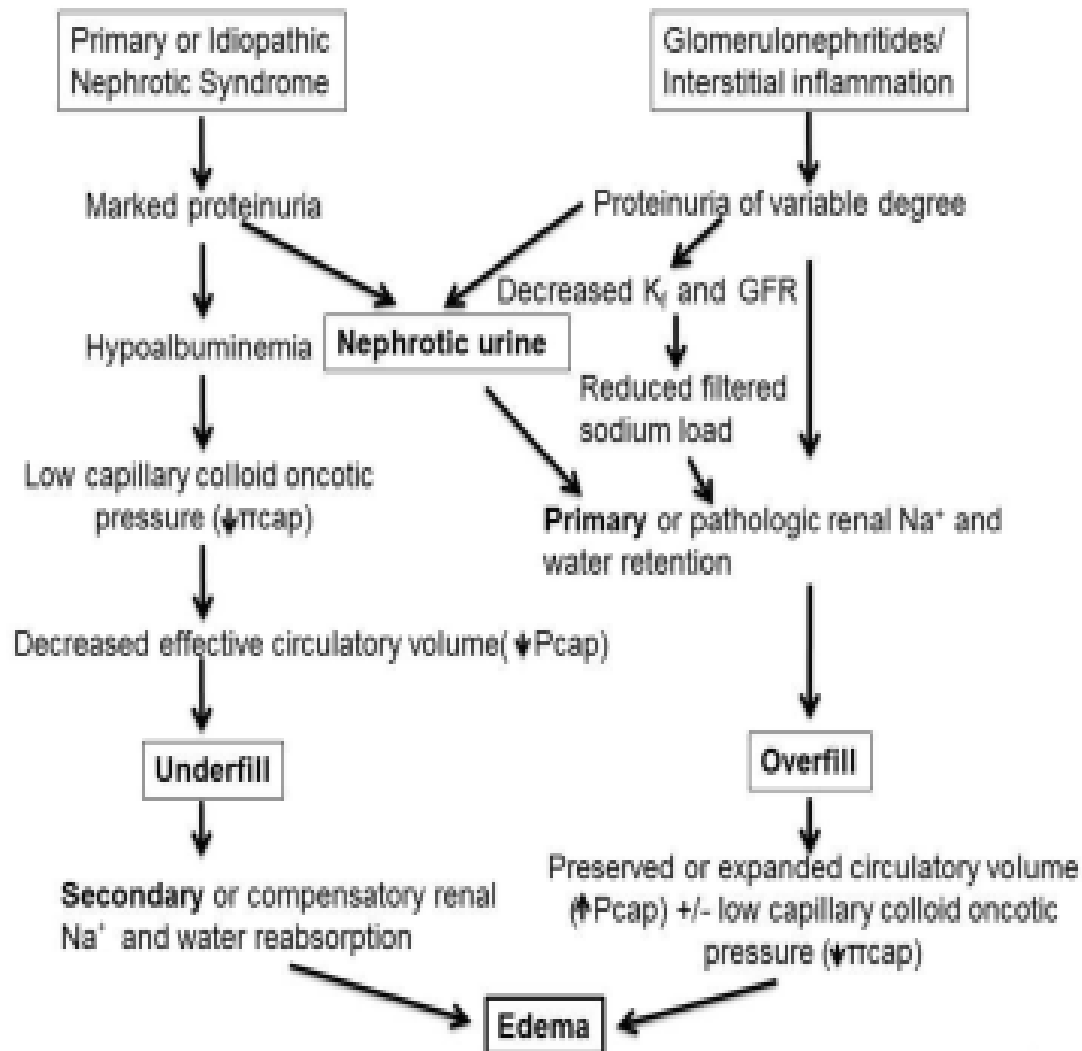 Primary or Idiopathic
Nephrotic Syndrome
Glomerulonephritides/
Interstitial inflammation
Marked proteinuria
Proteinuria of variable degree
Decreased Kf and GFR
Hypoalbuminemia
Nephrotic urine
Reduced filtered
sodium load
Low capillary colloid oncotic
pressure (↓πcap)
Primary or pathologic renal Na⁺ and
water retention
Decreased effective circulatory volume(↓Pcap)
Underfill
Overfill
Secondary or compensatory renal
Na⁺ and water reabsorption
Preserved or expanded circulatory volume
(↑Pcap) +/- low capillary colloid oncotic
pressure (↓πcap)
Edema